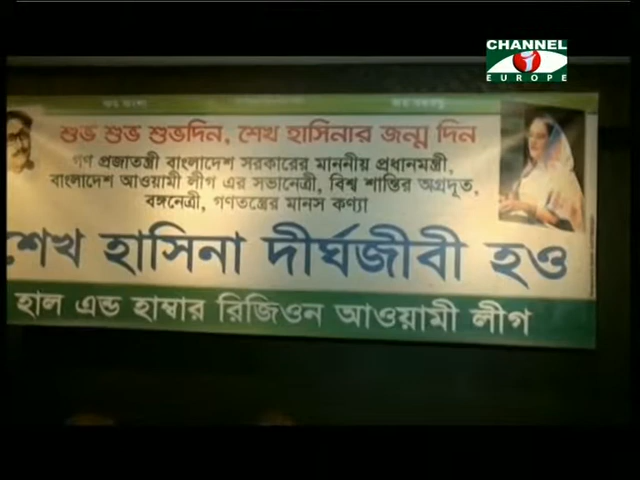 CHANNEL
i
EUROPE
শুভ শুভ শুভদিন, শেখ হাসিনার জন্ম দিন
গণ প্রজাতন্ত্রী বাংলাদেশ সরকারের মাননীয় প্রধানমন্ত্রী,
বাংলাদেশ আওয়ামী লীগ এর সভানেত্রী, বিশ্ব শান্তির অগ্রদূত,
বঙ্গনেত্রী, গণতন্ত্রের মানস কণ্যা
শেখ হাসিনা দীর্ঘজীবী হও
হাল এন্ড হাম্বার রিজিওন আওয়ামী লীগ